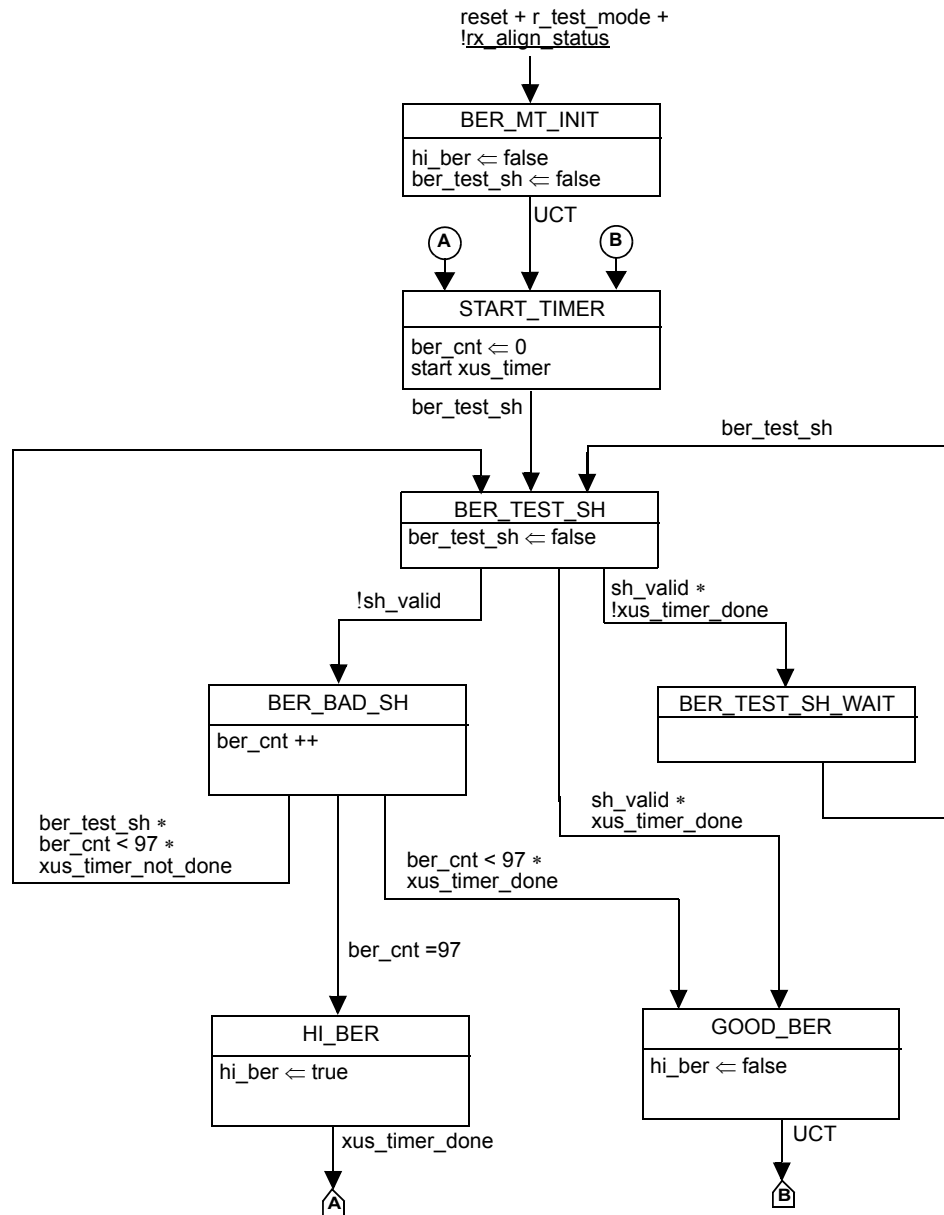 reset + r_test_mode +
!rx_align_status
BER_MT_INIT
hi_ber ⇐ false
ber_test_sh ⇐ false
UCT
A
B
START_TIMER
ber_cnt ⇐ 0
start xus_timer
ber_test_sh
ber_test_sh
BER_TEST_SH
ber_test_sh ⇐ false
!sh_valid
sh_valid *
!xus_timer_done
BER_BAD_SH
ber_cnt ++
BER_TEST_SH_WAIT
sh_valid *
xus_timer_done
ber_test_sh *
ber_cnt < 97 *
xus_timer_not_done
ber_cnt < 97 *
xus_timer_done
ber_cnt =97
HI_BER
hi_ber ⇐ true
GOOD_BER
hi_ber ⇐ false
xus_timer_done
UCT
A
B